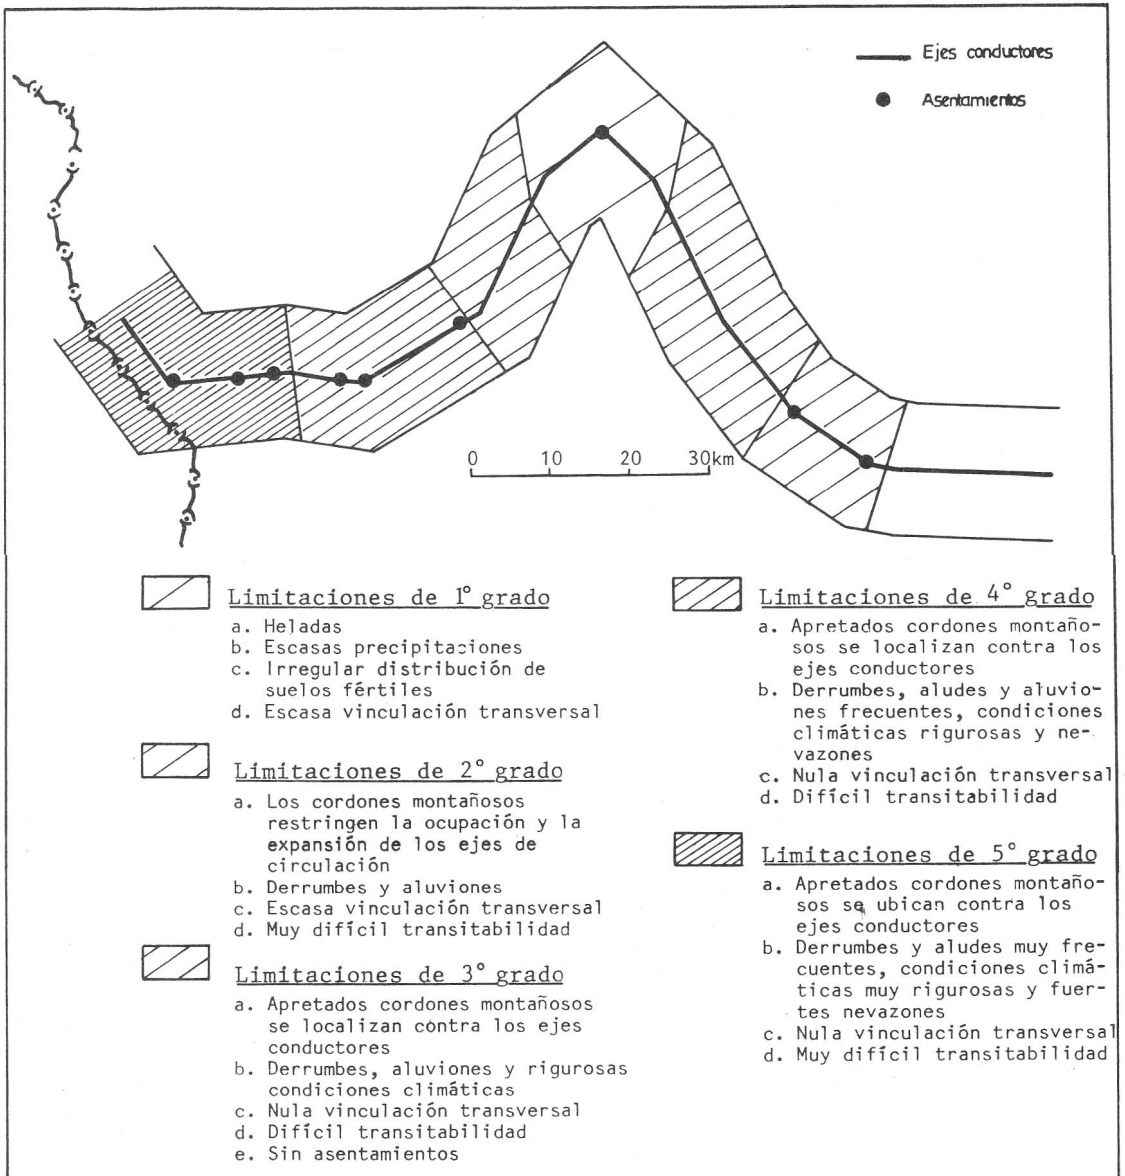 Ejes conductores
Asentamientos
0 10 20 30km
Limitaciones de 1° grado
a. Heladas
b. Escasas precipitaciones
c. Irregular distribución de
suelos fértiles
d. Escasa vinculación transversal
Limitaciones de 2° grado
a. Los cordones montañosos
restringen la ocupación y la
expansión de los ejes de
circulación
b. Derrumbes y aluviones
c. Escasa vinculación transversal
d. Muy difícil transitabilidad
Limitaciones de 3° grado
a. Apretados cordones montañosos
se localizan contra los ejes
conductores
b. Derrumbes, aluviones y rigurosas
condiciones climáticas
c. Nula vinculación transversal
d. Difícil transitabilidad
e. Sin asentamientos
Limitaciones de 4° grado
a. Apretados cordones montaño-
sos se localizan contra los
ejes conductores
b. Derrumbes, aludes y aluvio-
nes frecuentes, condiciones
climáticas rigurosas y ne-
vazones
c. Nula vinculación transversal
d. Difícil transitabilidad
Limitaciones de 5° grado
a. Apretados cordones montaño-
sos se ubican contra los
ejes conductores
b. Derrumbes y aludes muy fre-
cuentes, condiciones climá-
ticas muy rigurosas y fuer-
tes nevazones
c. Nula vinculación transversal
d. Muy difícil transitabilidad